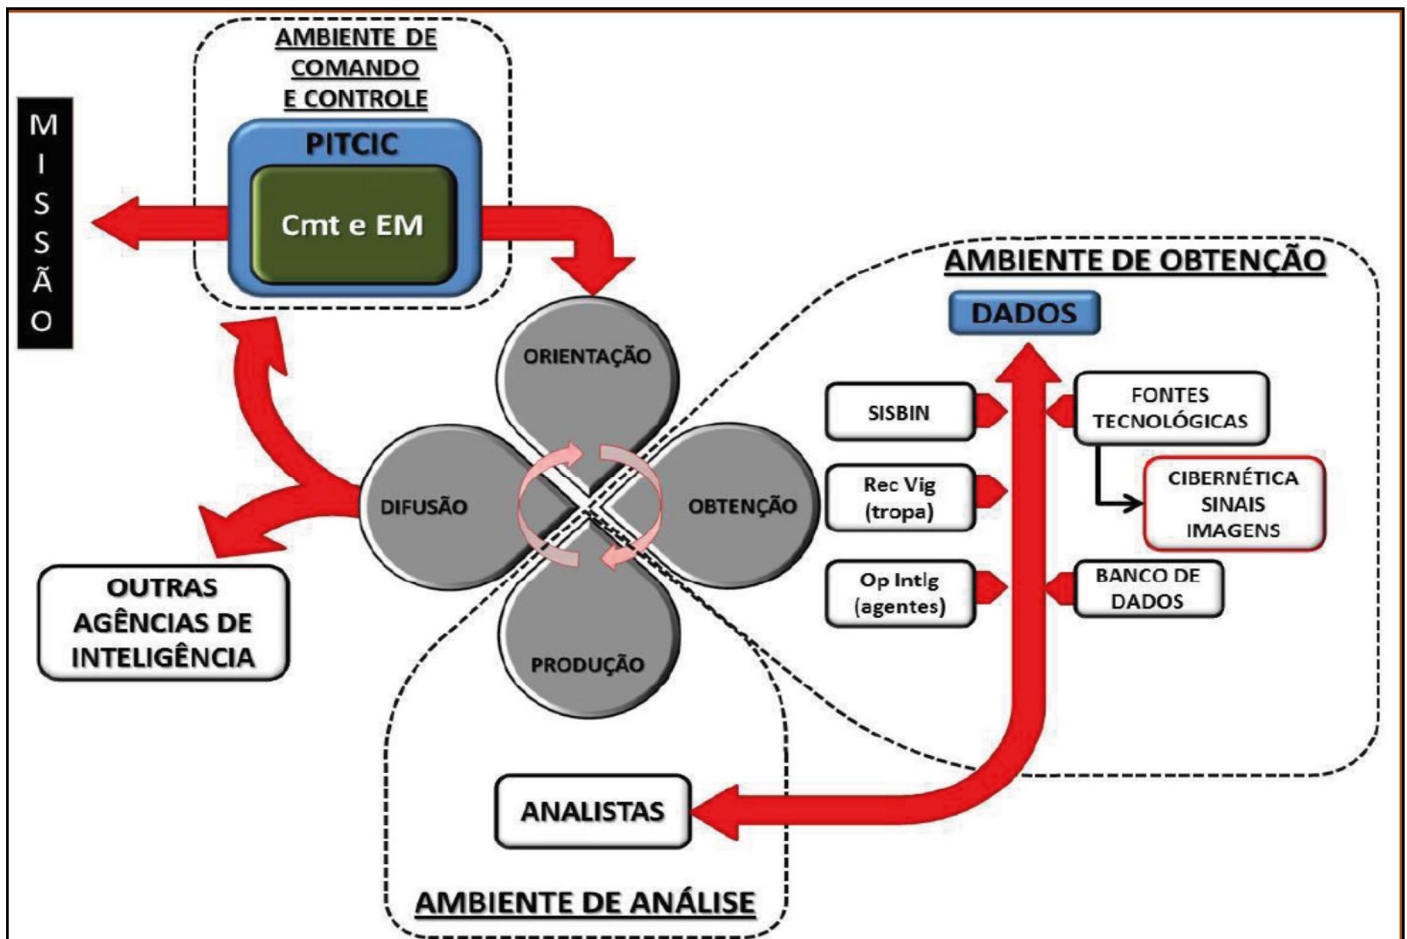 AMBIENTE DE
COMANDO
E CONTROLE
PITCIC
Cmt e EM
M
I
S
S
Ã
O
ORIENTAÇÃO
DIFUSÃO
OBTENÇÃO
PRODUÇÃO
OUTRAS
AGÊNCIAS DE
INTELIGÊNCIA
AMBIENTE DE OBTENÇÃO
DADOS
SISBIN
FONTES
TECNOLÓGICAS
Rec Vig
(tropa)
CIBERNÉTICA
SINAIS
IMAGENS
Op Intlg
(agentes)
BANCO DE
DADOS
ANALISTAS
AMBIENTE DE ANÁLISE